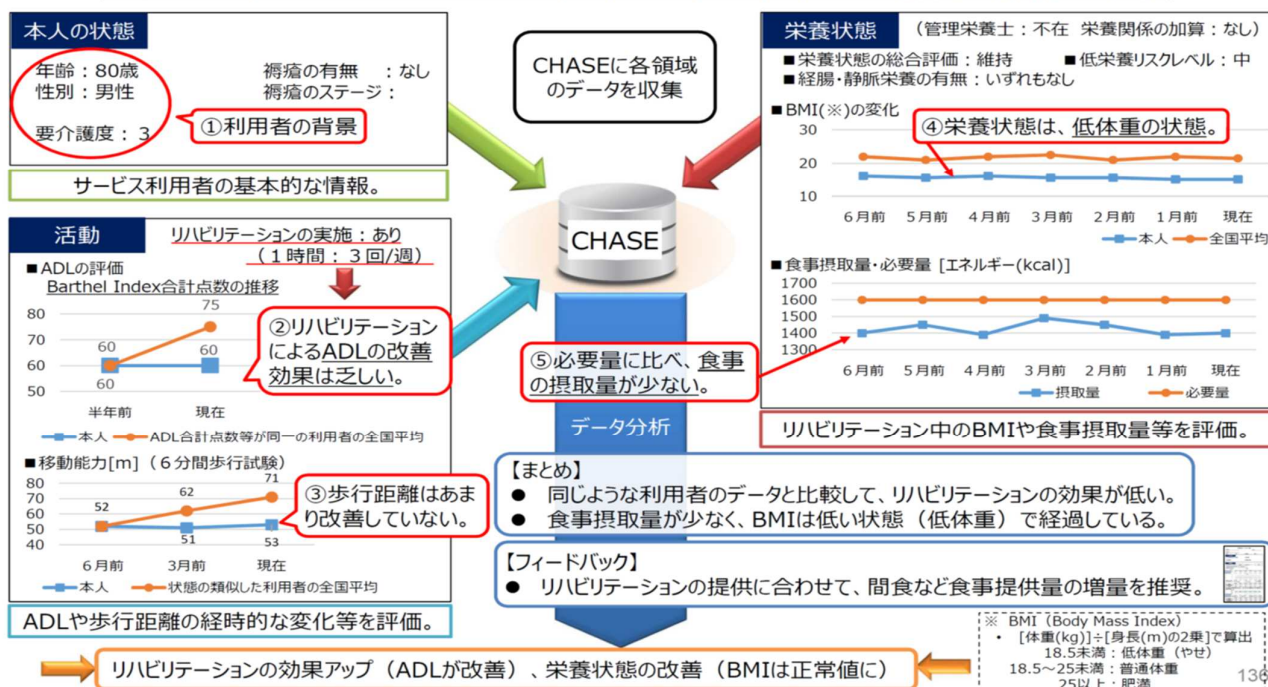 本人の状態
年齢：80歳
性別：男性
要介護度：3
褥瘡の有無 ：なし
褥瘡のステージ：
①利用者の背景
サービス利用者の基本的な情報。
CHASEに各領域
のデータを収集
CHASE
栄養状態
（管理栄養士：不在 栄養関係の加算：なし）
■栄養状態の総合評価：維持
■低栄養リスクレベル：中
■経腸・静脈栄養の有無：いずれもなし
■BMI(※)の変化
④栄養状態は、低体重の状態。
30
20
10
6月前 5月前 4月前 3月前 2月前 1月前 現在
本人 全国平均
■食事摂取量・必要量 [エネルギー(kcal)]
1700
1600
1500
1400
1300
6月前 5月前 4月前 3月前 2月前 1月前 現在
摂取量 必要量
⑤必要量に比べ、食事
の摂取量が少ない。
リハビリテーション中のBMIや食事摂取量等を評価。
活動
リハビリテーションの実施：あり
（1時間：3回/週）
■ADLの評価
Barthel Index合計点数の推移
80
70
60
50
60
60
75
60
半年前 現在
本人 ADL合計点数等が同一の利用者の全国平均
②リハビリテーション
によるADLの改善
効果は乏しい。
■移動能力[m]（6分間歩行試験）
80
70
60
50
40
52
62
71
51
53
6月前 3月前 現在
本人 状態の類似した利用者の全国平均
③歩行距離はあま
り改善していない。
ADLや歩行距離の経時的な変化等を評価。
データ分析
【まとめ】
● 同じような利用者のデータと比較して、リハビリテーションの効果が低い。
● 食事摂取量が少なく、BMIは低い状態（低体重）で経過している。
【フィードバック】
● リハビリテーションの提供に合わせて、間食など食事提供量の増量を推奨。
リハビリテーションの効果アップ（ADLが改善）、栄養状態の改善（BMIは正常値に）
※ BMI（Body Mass Index）
• [体重(kg)]÷[身長(m)の2乗]で算出
18.5未満：低体重（やせ）
18.5～25未満：普通体重
25以上：肥満
136